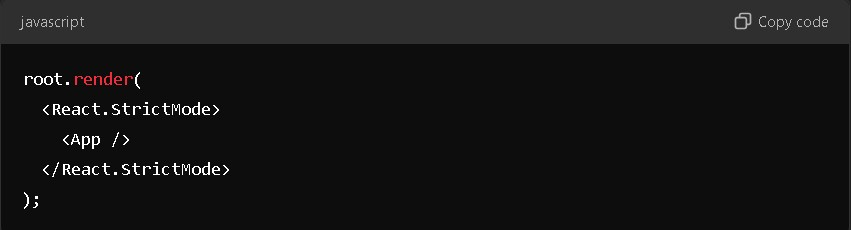 javascript
Copy code
root.render(
  <React.StrictMode>
    <App />
  </React.StrictMode>
);